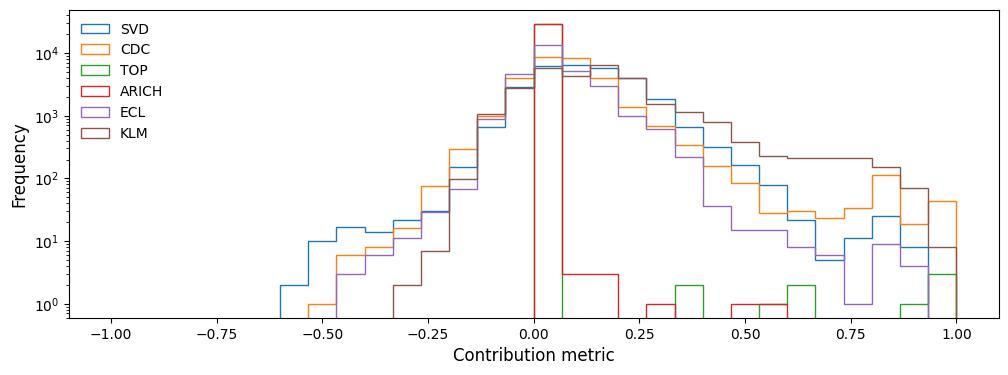 SVD
CDC
TOP
ARICH
ECL
KLM
Frequency
10⁴
10³
10²
10¹
10⁰
−1.00 −0.75 −0.50 −0.25 0.00 0.25 0.50 0.75 1.00
Contribution metric